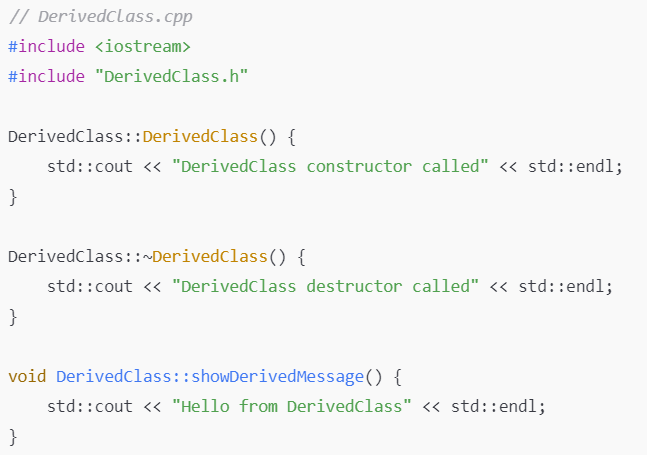 // DerivedClass.cpp
#include <iostream>
#include "DerivedClass.h"

DerivedClass::DerivedClass() {
    std::cout << "DerivedClass constructor called" << std::endl;
}

DerivedClass::~DerivedClass() {
    std::cout << "DerivedClass destructor called" << std::endl;
}

void DerivedClass::showDerivedMessage() {
    std::cout << "Hello from DerivedClass" << std::endl;
}